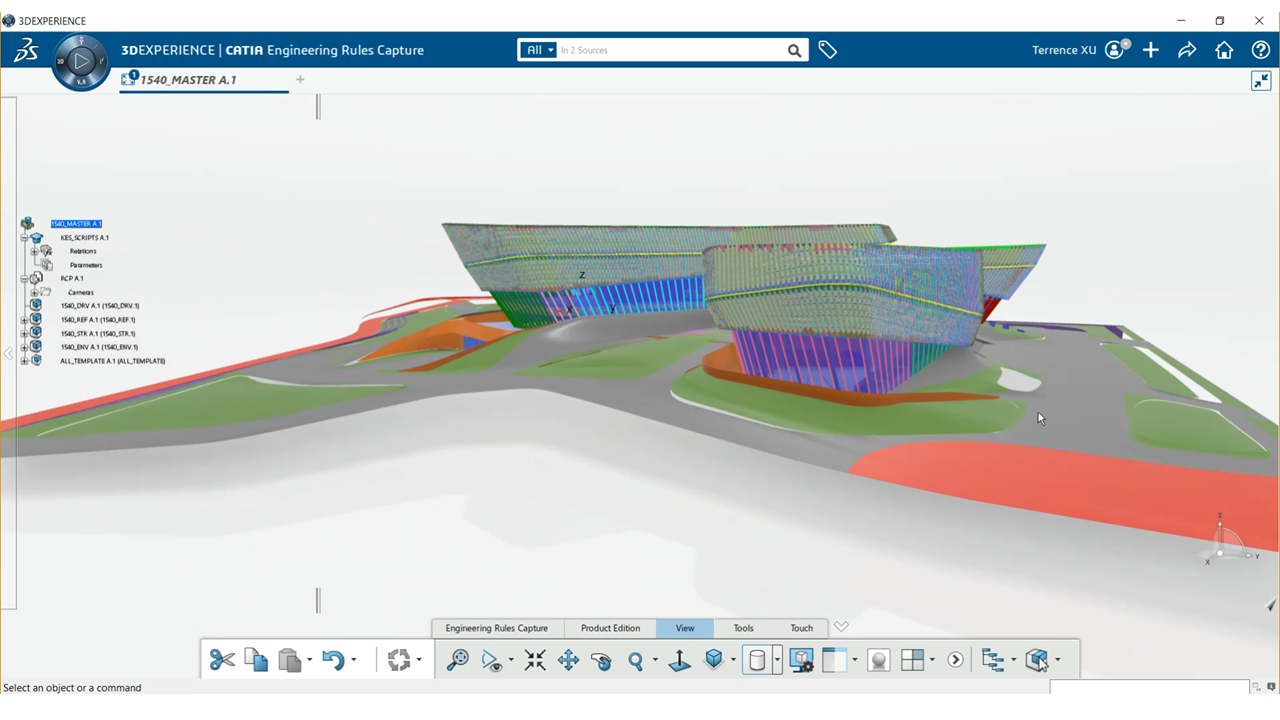 3DEXPERIENCE
3DEXPERIENCE | CATIA Engineering Rules Capture
All
In 2 Sources
Terrence XU
3D
V.R
1
1540_MASTER A.1
1540_MASTER A.1
KES_SCRIPTS A.1
Relations
Parameters
RCP A.1
Cameras
1540_DRV A.1 (1540_DRV.1)
1540_REF A.1 (1540_REF.1)
1540_STR A.1 (1540_STR.1)
1540_ENV A.1 (1540_ENV.1)
ALL_TEMPLATE A.1 (ALL_TEMPLATE)
Z
X
Y
Z
Y
X
Engineering Rules Capture
Product Edition
View
Tools
Touch
Select an object or a command